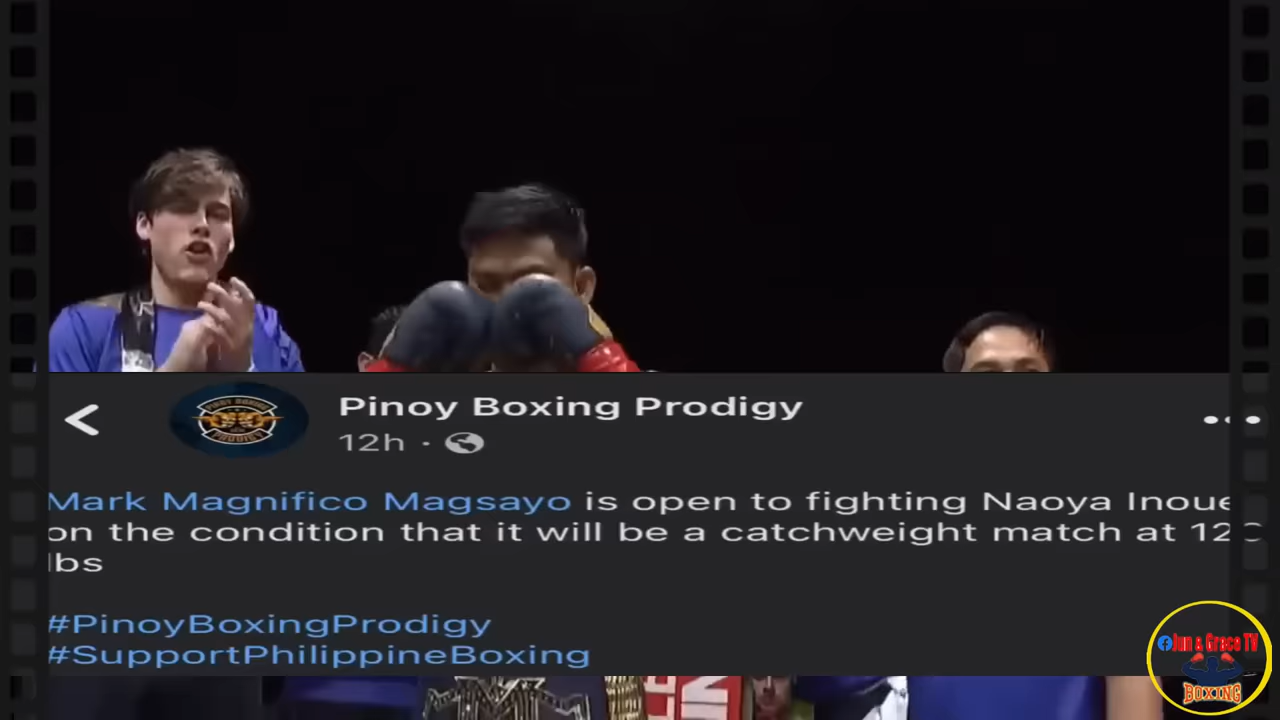 Pinoy Boxing Prodigy
12h ·
Mark Magnifico Magsayo is open to fighting Naoya Inoue
on the condition that it will be a catchweight match at
lbs
#PinoyBoxingProdigy
#SupportPhilippineBoxing
Jun & Grace TV
BOXING